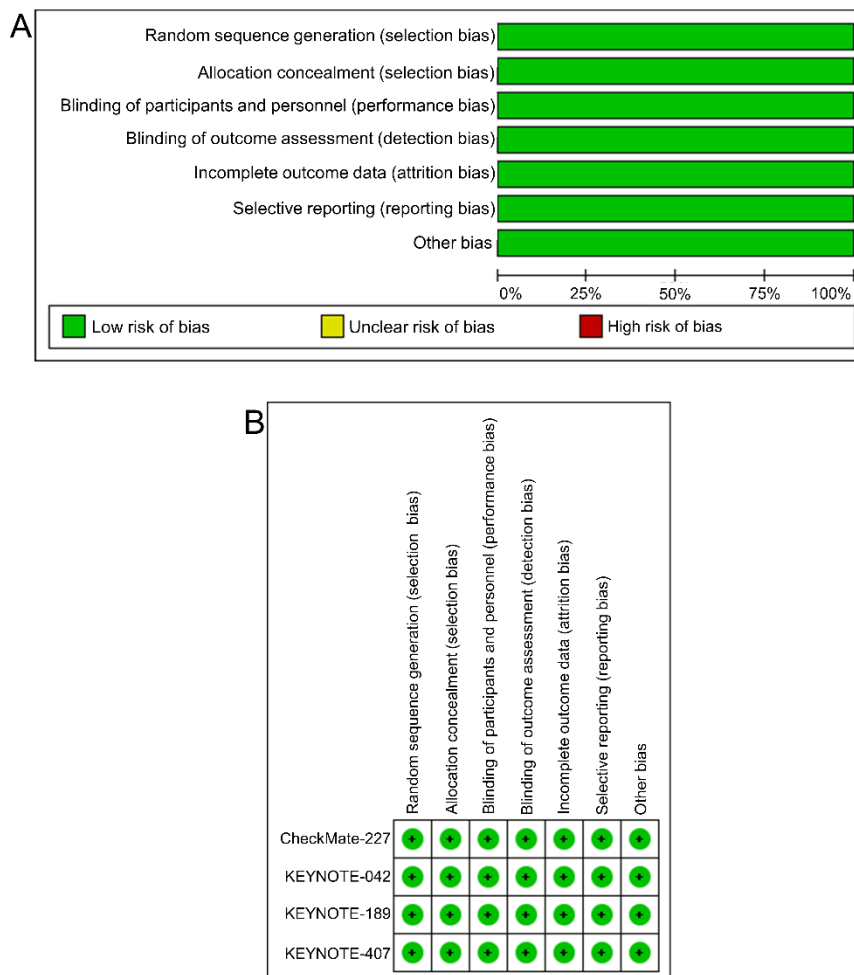 A
Random sequence generation (selection bias)
Allocation concealment (selection bias)
Blinding of participants and personnel (performance bias)
Blinding of outcome assessment (detection bias)
Incomplete outcome data (attrition bias)
Selective reporting (reporting bias)
Other bias
0% 25% 50% 75% 100%
Low risk of bias Unclear risk of bias High risk of bias
B
Random sequence generation (selection bias)
Allocation concealment (selection bias)
Blinding of participants and personnel (performance bias)
Blinding of outcome assessment (detection bias)
Incomplete outcome data (attrition bias)
Selective reporting (reporting bias)
Other bias
CheckMate-227 + + + + + + +
KEYNOTE-042 + + + + + + +
KEYNOTE-189 + + + + + + +
KEYNOTE-407 + + + + + + +